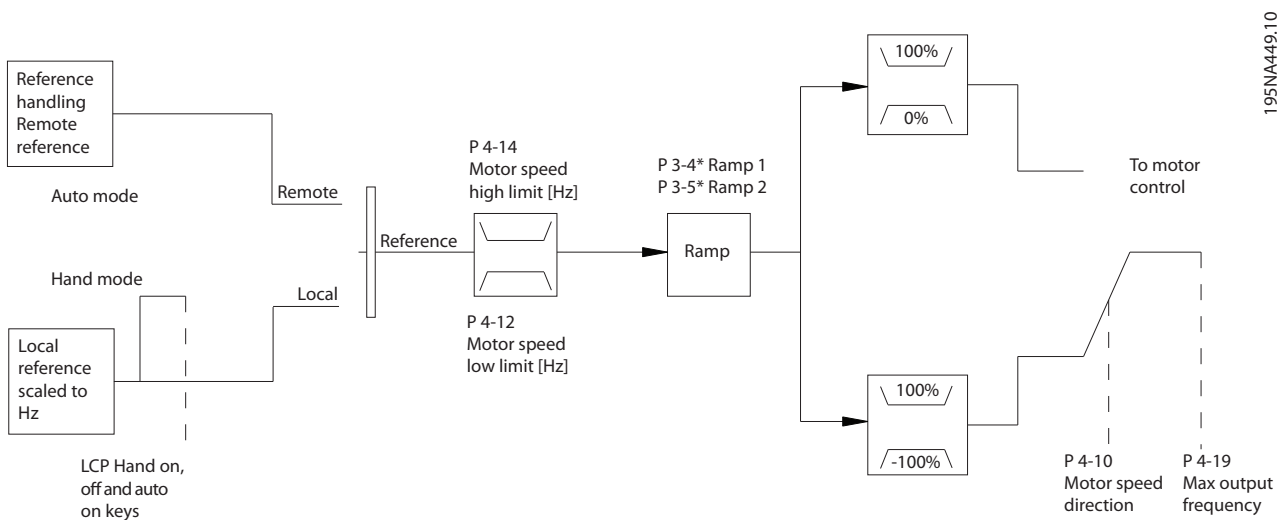 195NA449.10
Reference
handling
Remote
reference
Auto mode
Remote
Hand mode
Local
Local
reference
scaled to
Hz
LCP Hand on,
off and auto
on keys
Reference
P 4-14
Motor speed
high limit [Hz]
P 4-12
Motor speed
low limit [Hz]
P 3-4* Ramp 1
P 3-5* Ramp 2
Ramp
100%
0%
100%
-100%
To motor
control
P 4-10
Motor speed
direction
P 4-19
Max output
frequency